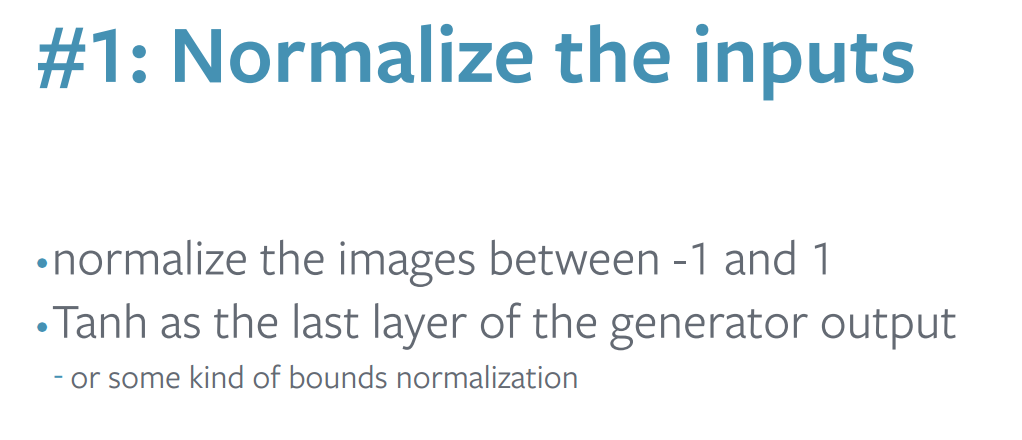 #1: Normalize the inputs
•normalize the images between -1 and 1
•Tanh as the last layer of the generator output
- or some kind of bounds normalization